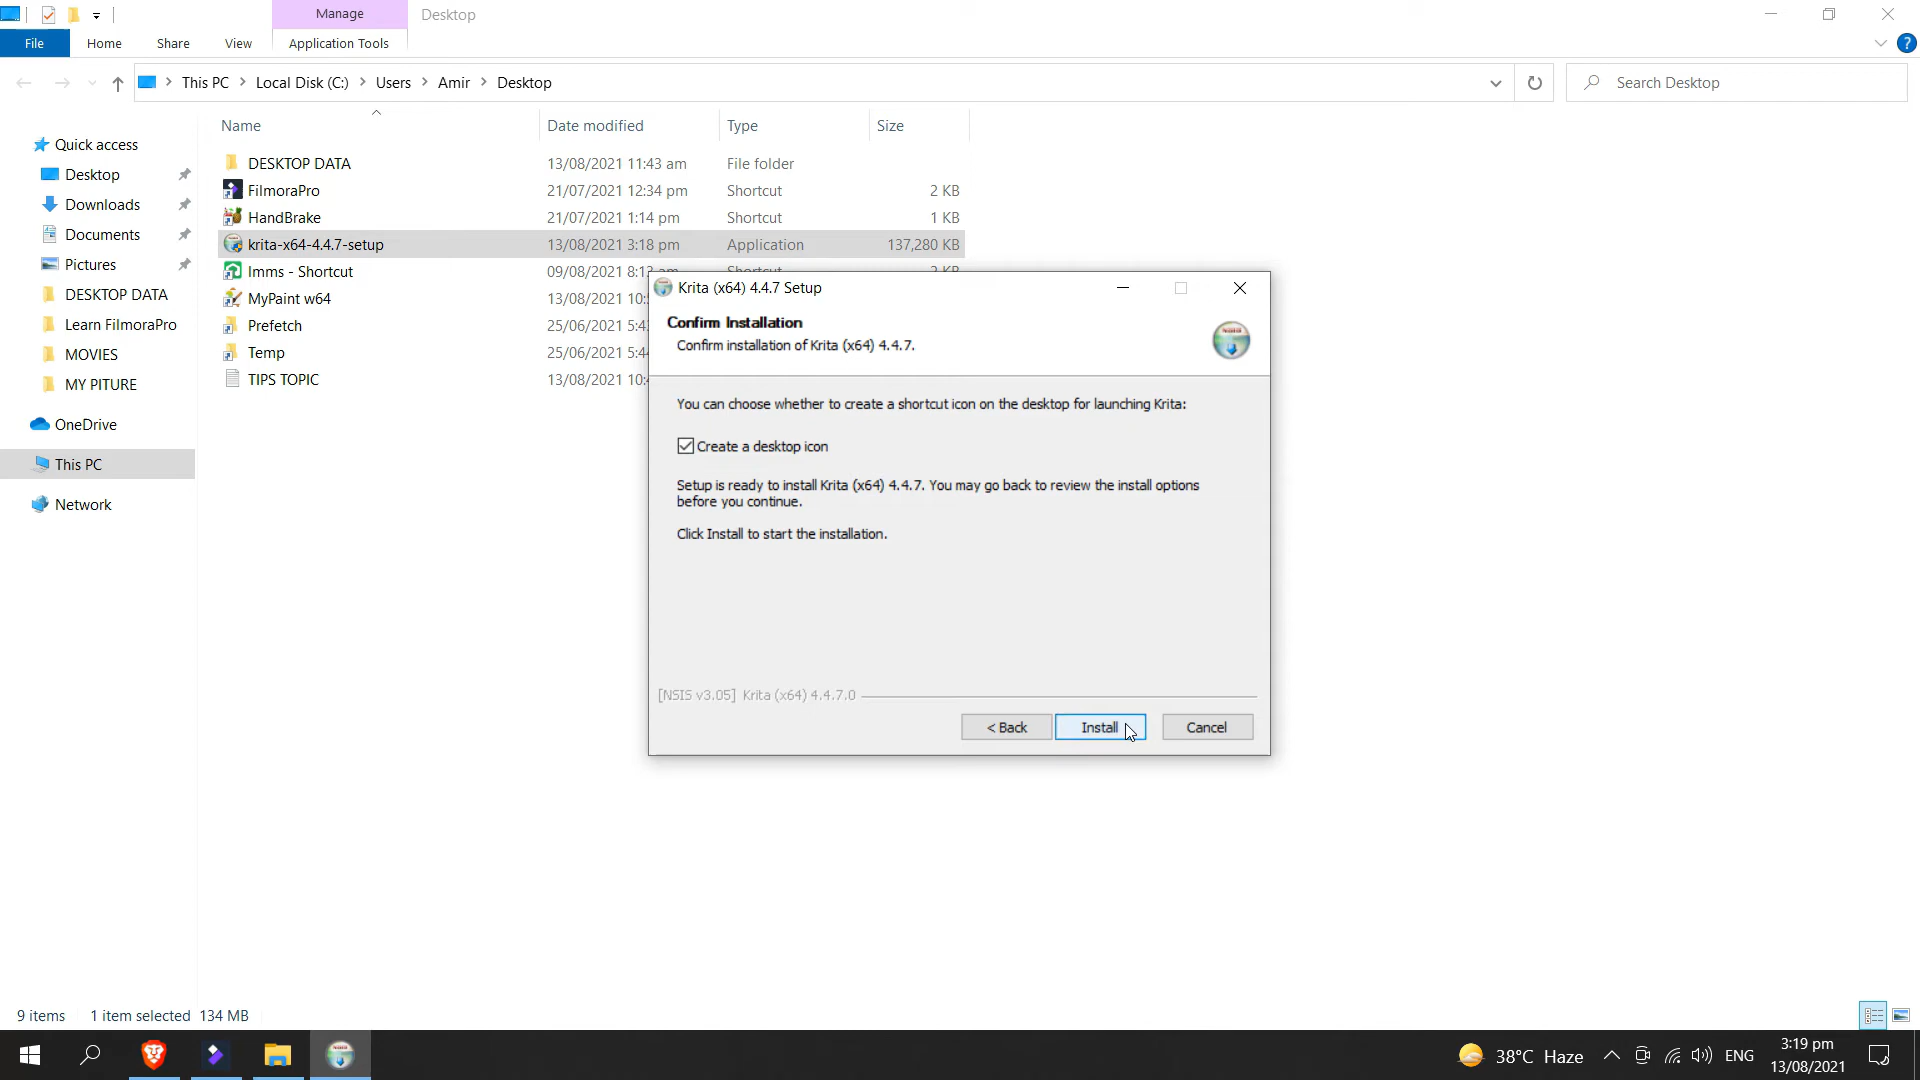 Manage
Desktop
File
Home
Share
View
Application Tools
?
This PC
Local Disk (C:)
Users
Amir
Desktop
Search Desktop
Name
Date modified
Type
Size
Quick access
Desktop
Downloads
Documents
Pictures
DESKTOP DATA
Learn FilmoraPro
MOVIES
MY PITURE
OneDrive
This PC
Network
DESKTOP DATA 13/08/2021 11:43 am File folder
FilmoraPro 21/07/2021 12:34 pm Shortcut 2 KB
HandBrake 21/07/2021 1:14 pm Shortcut 1 KB
krita-x64-4.4.7-setup 13/08/2021 3:18 pm Application 137,280 KB
lmms - Shortcut 09/08/2021 8:13 am Shortcut 2 KB
MyPaint w64 13/08/2021 10:
Prefetch 25/06/2021 5:4
Temp 25/06/2021 5:4
TIPS TOPIC 13/08/2021 10:
Krita (x64) 4.4.7 Setup
Confirm Installation
Confirm installation of Krita (x64) 4.4.7.
You can choose whether to create a shortcut icon on the desktop for launching Krita:
Create a desktop icon
Setup is ready to install Krita (x64) 4.4.7. You may go back to review the install options
before you continue.
Click Install to start the installation.
[NSIS v3.05] Krita (x64) 4.4.7.0
< Back
Install
Cancel
9 items 1 item selected 134 MB
38°C Haze
ENG
3:19 pm
13/08/2021